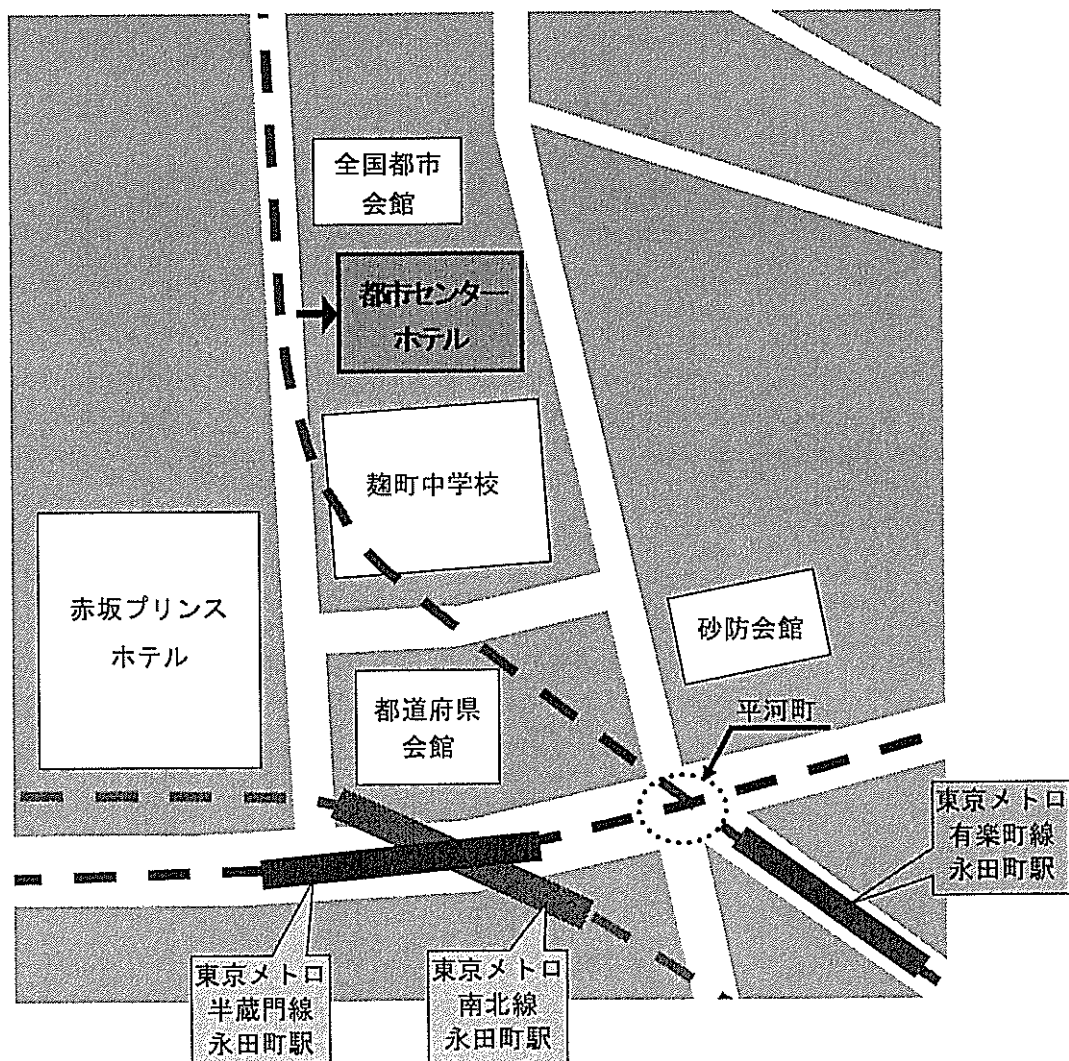 全国都市
会館
都市センター
ホテル
麹町中学校
赤坂プリンス
ホテル
砂防会館
都道府県
会館
平河町
東京メトロ
有楽町線
永田町駅
東京メトロ
半蔵門線
永田町駅
東京メトロ
南北線
永田町駅